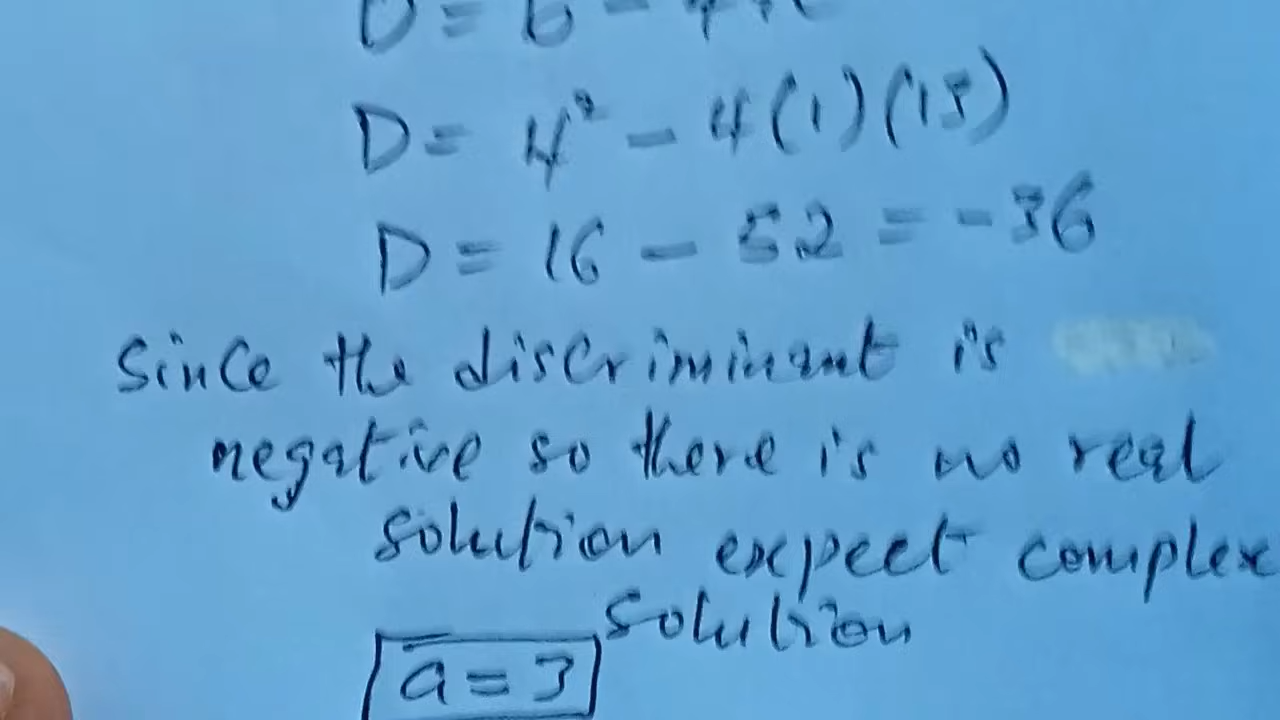 D = 4² - 4(1)(13)
D = 16 - 52 = -36
Since the discriminant is
negative so there is no real
solution expect complex
solution
a = 3